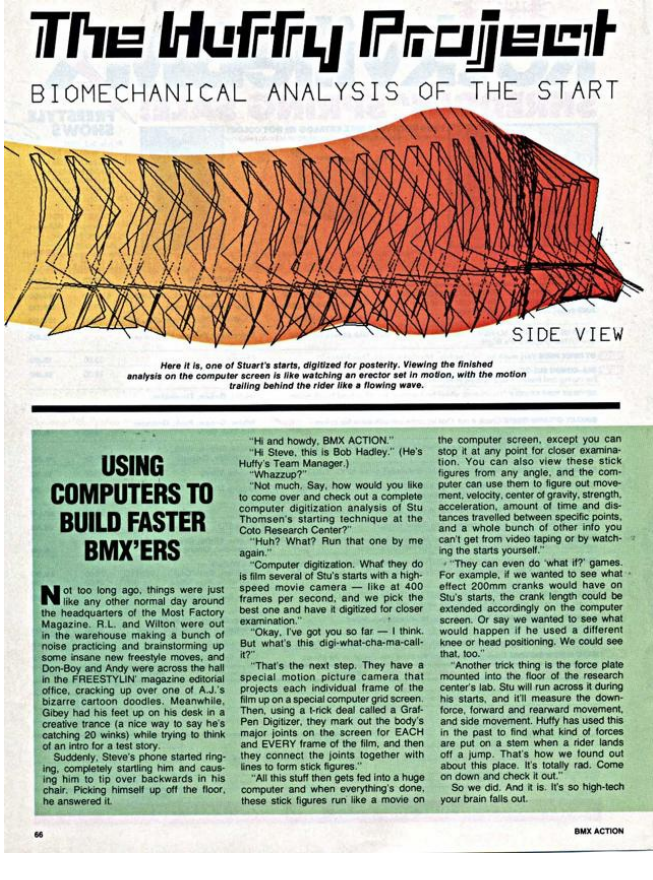 The Huffy Project
BIOMECHANICAL ANALYSIS OF THE START
SIDE VIEW
Here it is, one of Stuart's starts, digitized for posterity. Viewing the finished
analysis on the computer screen is like watching an erector set in motion, with the motion
trailing behind the rider like a flowing wave.
USING
COMPUTERS TO
BUILD FASTER
BMX'ERS
Not too long ago, things were just
like any other normal day around
the headquarters of the Most Factory
Magazine. R.L. and Wilton were out
in the warehouse making a bunch of
noise practicing and brainstorming up
some insane new freestyle moves, and
Don-Boy and Andy were across the hall
in the FREESTYLIN' magazine editorial
office, cracking up over one of A.J.'s
bizarre cartoon doodles. Meanwhile,
Gibey had his feet up on his desk in a
creative trance (a nice way to say he's
catching 20 winks) while trying to think
of an intro for a test story.
Suddenly, Steve's phone started ring-
ing, completely startling him and caus-
ing him to tip over backwards in his
chair. Picking himself up off the floor,
he answered it.
"Hi and howdy, BMX ACTION."
"Hi Steve, this is Bob Hadley." (He's
Huffy's Team Manager.)
"Whazzup?"
"Not much. Say, how would you like
to come over and check out a complete
computer digitization analysis of Stu
Thomsen's starting technique at the
Coto Research Center?"
"Huh? What? Run that one by me
again."
"Computer digitization. What they do
is film several of Stu's starts with a high-
speed movie camera — like at 400
frames per second, and we pick the
best one and have it digitized for closer
examination."
"Okay, I've got you so far — I think.
But what's this digi-what-cha-ma-call-
it?"
"That's the next step. They have a
special motion picture camera that
projects each individual frame of the
film up on a special computer grid screen.
Then, using a t-rick deal called a Graf-
Pen Digitizer, they mark out the body's
major joints on the screen for EACH
and EVERY frame of the film, and then
they connect the joints together with
lines to form stick figures."
"All this stuff then gets fed into a huge
computer and when everything's done,
these stick figures run like a movie on
the computer screen, except you can
stop it at any point for closer examina-
tion. You can also view these stick
figures from any angle, and the com-
puter can use them to figure out move-
ment, velocity, center of gravity, strength,
acceleration, amount of time and dis-
tances travelled between specific points,
and a whole bunch of other info you
can't get from video taping or by watch-
ing the starts yourself."
"They can even do 'what if?' games.
For example, if we wanted to see what
effect 200mm cranks would have on
Stu's starts, the crank length could be
extended accordingly on the computer
screen. Or say we wanted to see what
would happen if he used a different
knee or head positioning. We could see
that, too."
"Another trick thing is the force plate
mounted into the floor of the research
center's lab. Stu will run across it during
his starts, and it'll measure the down-
force, forward and rearward movement,
and side movement. Huffy has used this
in the past to find what kind of forces
are put on a stem when a rider lands
off a jump. That's how we found out
about this place. It's totally rad. Come
on down and check it out."
So we did. And it is. It's so high-tech
your brain falls out.
66
BMX ACTION